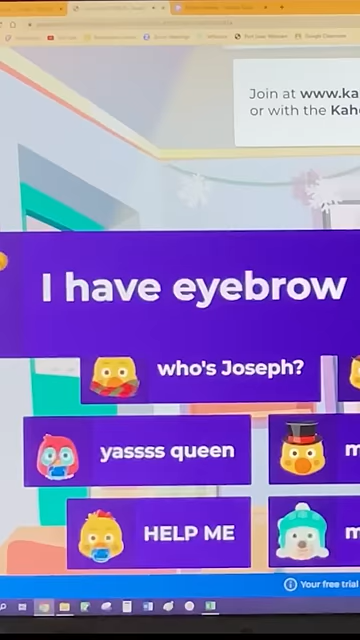 Join at www.ka
or with the Kah
I have eyebrow
who's Joseph?
yassss queen
m
HELP ME
m
Your free trial